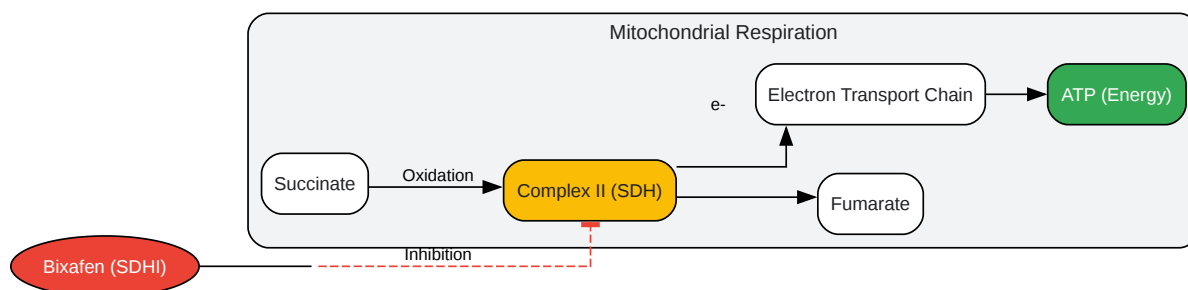 Mitochondrial Respiration
e-
Electron Transport Chain
ATP (Energy)
Succinate
Oxidation
Complex II (SDH)
Fumarate
Bixafen (SDHI)
Inhibition